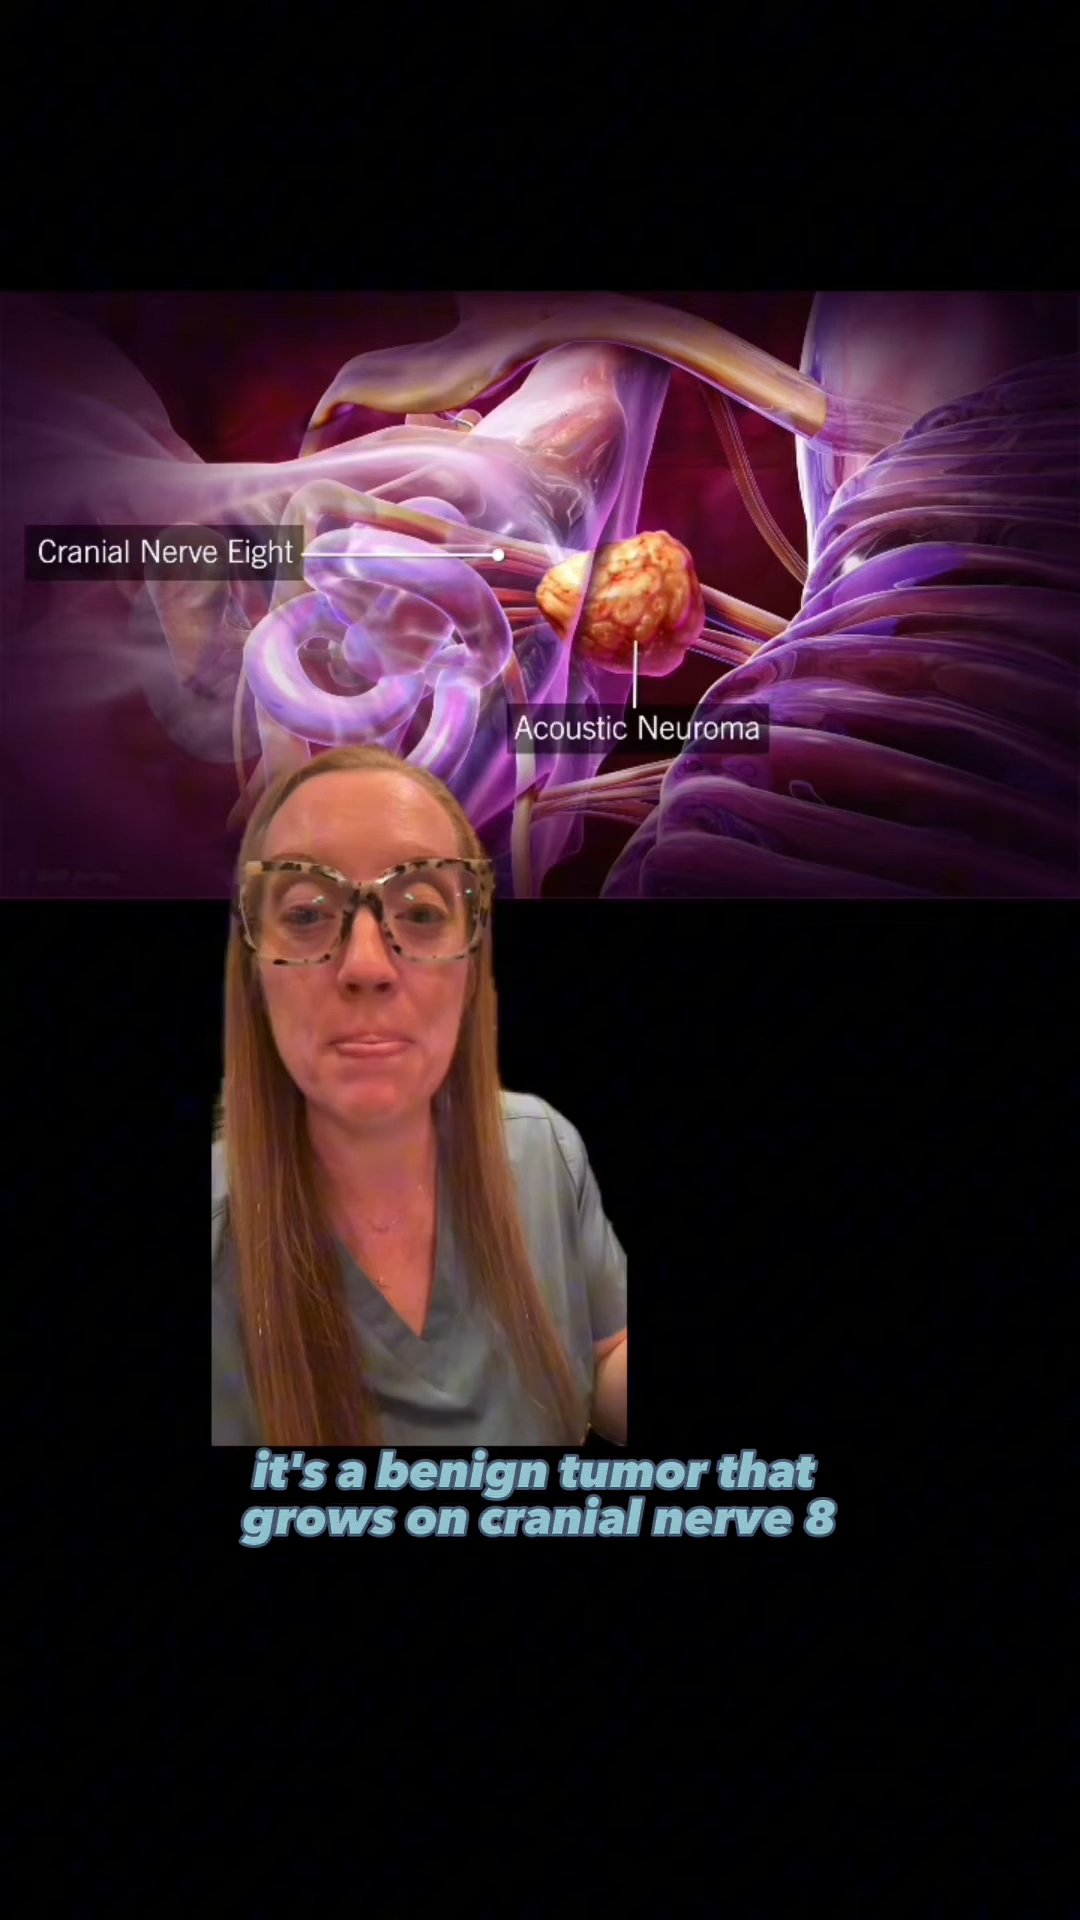 Cranial Nerve Eight
Acoustic Neuroma
it's a benign tumor that
grows on cranial nerve 8